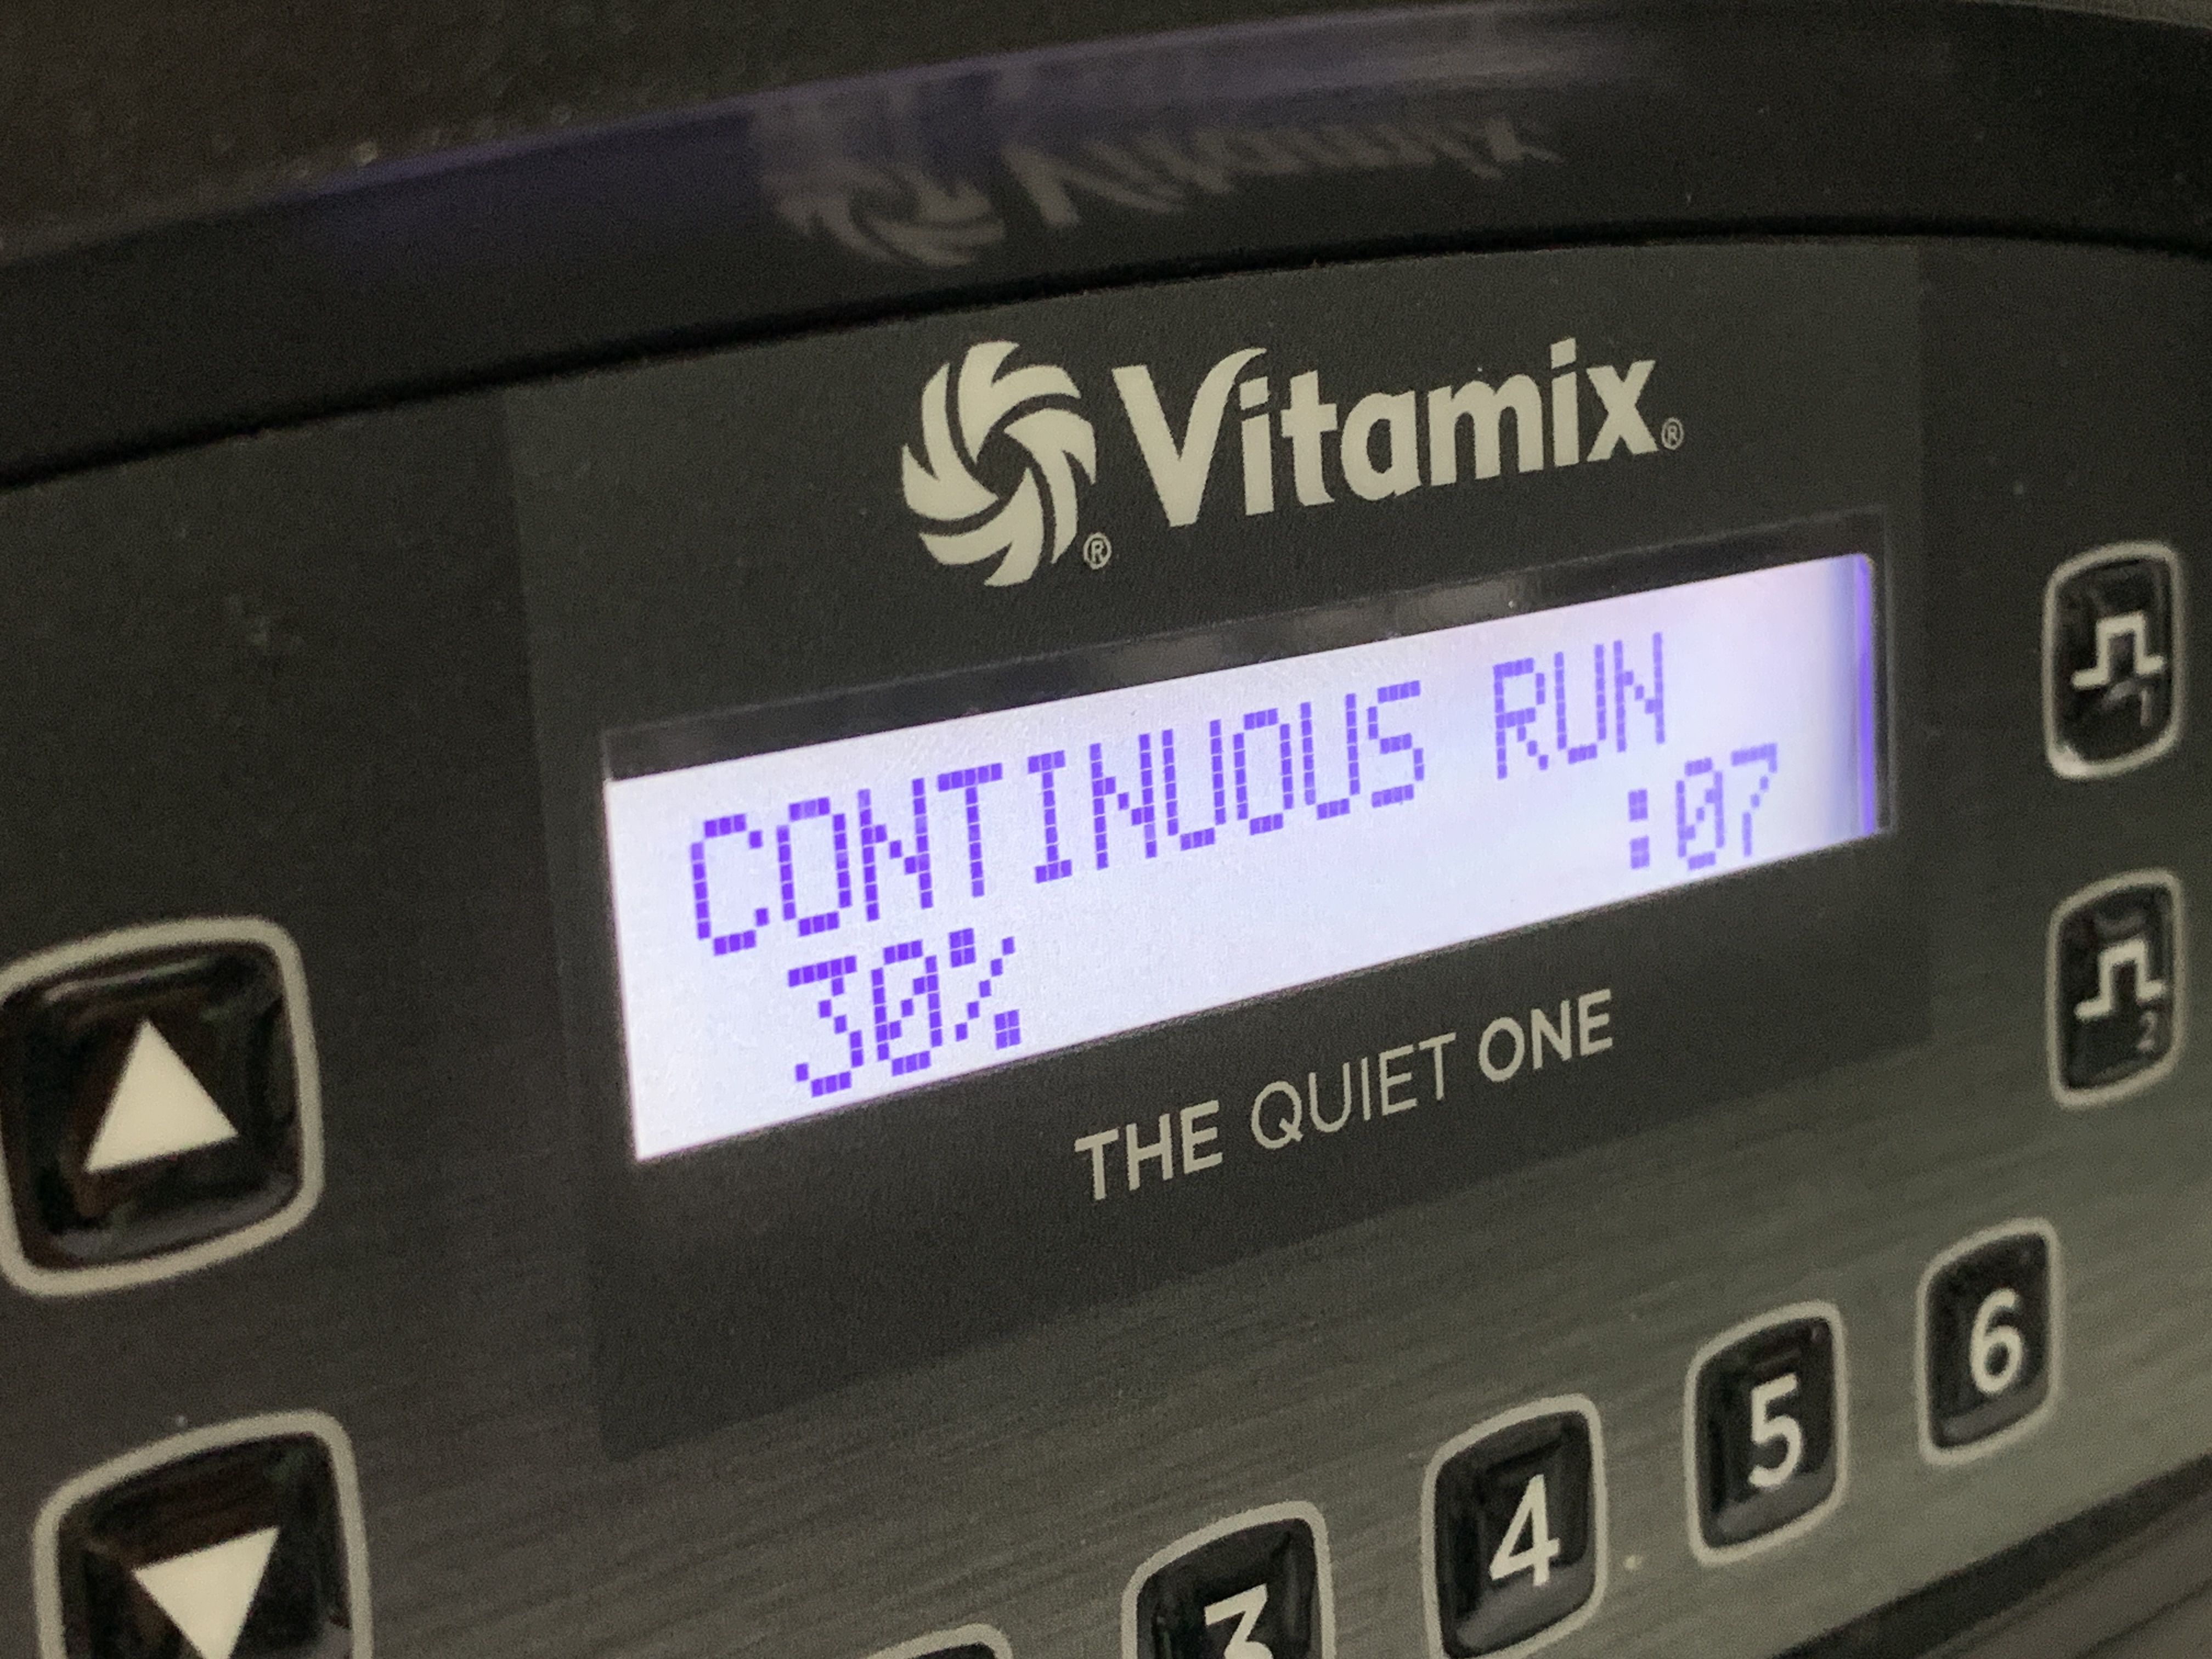 Vitamix®
®
CONTINUOUS RUN
30% :07
THE QUIET ONE
1
2
3 4 5 6